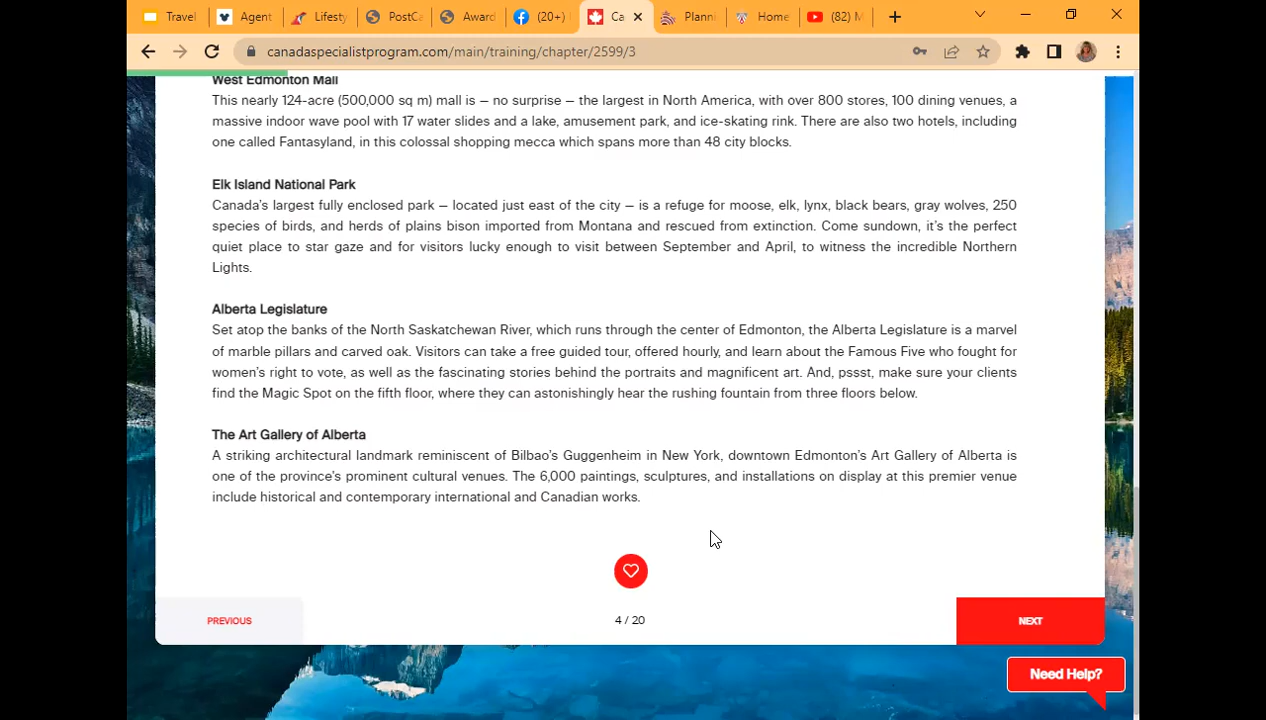 Travel
Agent
Lifesty
PostCa
Award
(20+)
Ca
Planni
Home
(82) M
canadaspecialistprogram.com/main/training/chapter/2599/3
West Edmonton Mall
This nearly 124-acre (500,000 sq m) mall is – no surprise – the largest in North America, with over 800 stores, 100 dining venues, a
massive indoor wave pool with 17 water slides and a lake, amusement park, and ice-skating rink. There are also two hotels, including
one called Fantasyland, in this colossal shopping mecca which spans more than 48 city blocks.
Elk Island National Park
Canada's largest fully enclosed park – located just east of the city – is a refuge for moose, elk, lynx, black bears, gray wolves, 250
species of birds, and herds of plains bison imported from Montana and rescued from extinction. Come sundown, it's the perfect
quiet place to star gaze and for visitors lucky enough to visit between September and April, to witness the incredible Northern
Lights.
Alberta Legislature
Set atop the banks of the North Saskatchewan River, which runs through the center of Edmonton, the Alberta Legislature is a marvel
of marble pillars and carved oak. Visitors can take a free guided tour, offered hourly, and learn about the Famous Five who fought for
women's right to vote, as well as the fascinating stories behind the portraits and magnificent art. And, pssst, make sure your clients
find the Magic Spot on the fifth floor, where they can astonishingly hear the rushing fountain from three floors below.
The Art Gallery of Alberta
A striking architectural landmark reminiscent of Bilbao's Guggenheim in New York, downtown Edmonton's Art Gallery of Alberta is
one of the province's prominent cultural venues. The 6,000 paintings, sculptures, and installations on display at this premier venue
include historical and contemporary international and Canadian works.
PREVIOUS
4 / 20
NEXT
Need Help?